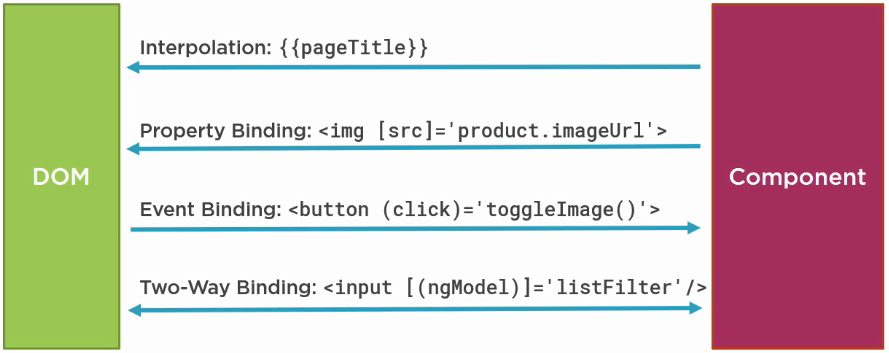 Interpolation: {{pageTitle}}
Property Binding: <img [src]='product.imageUrl'>
DOM
Component
Event Binding: <button (click)='toggleImage()'>
Two-Way Binding: <input [(ngModel)]='listFilter'/>